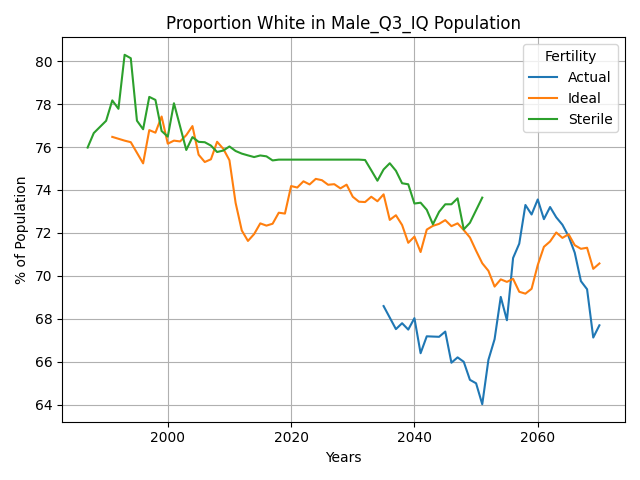 Proportion White in Male_Q3_IQ Population
Fertility
Actual
Ideal
Sterile
% of Population
80
78
76
74
72
70
68
66
64
2000
2020
2040
2060
Years